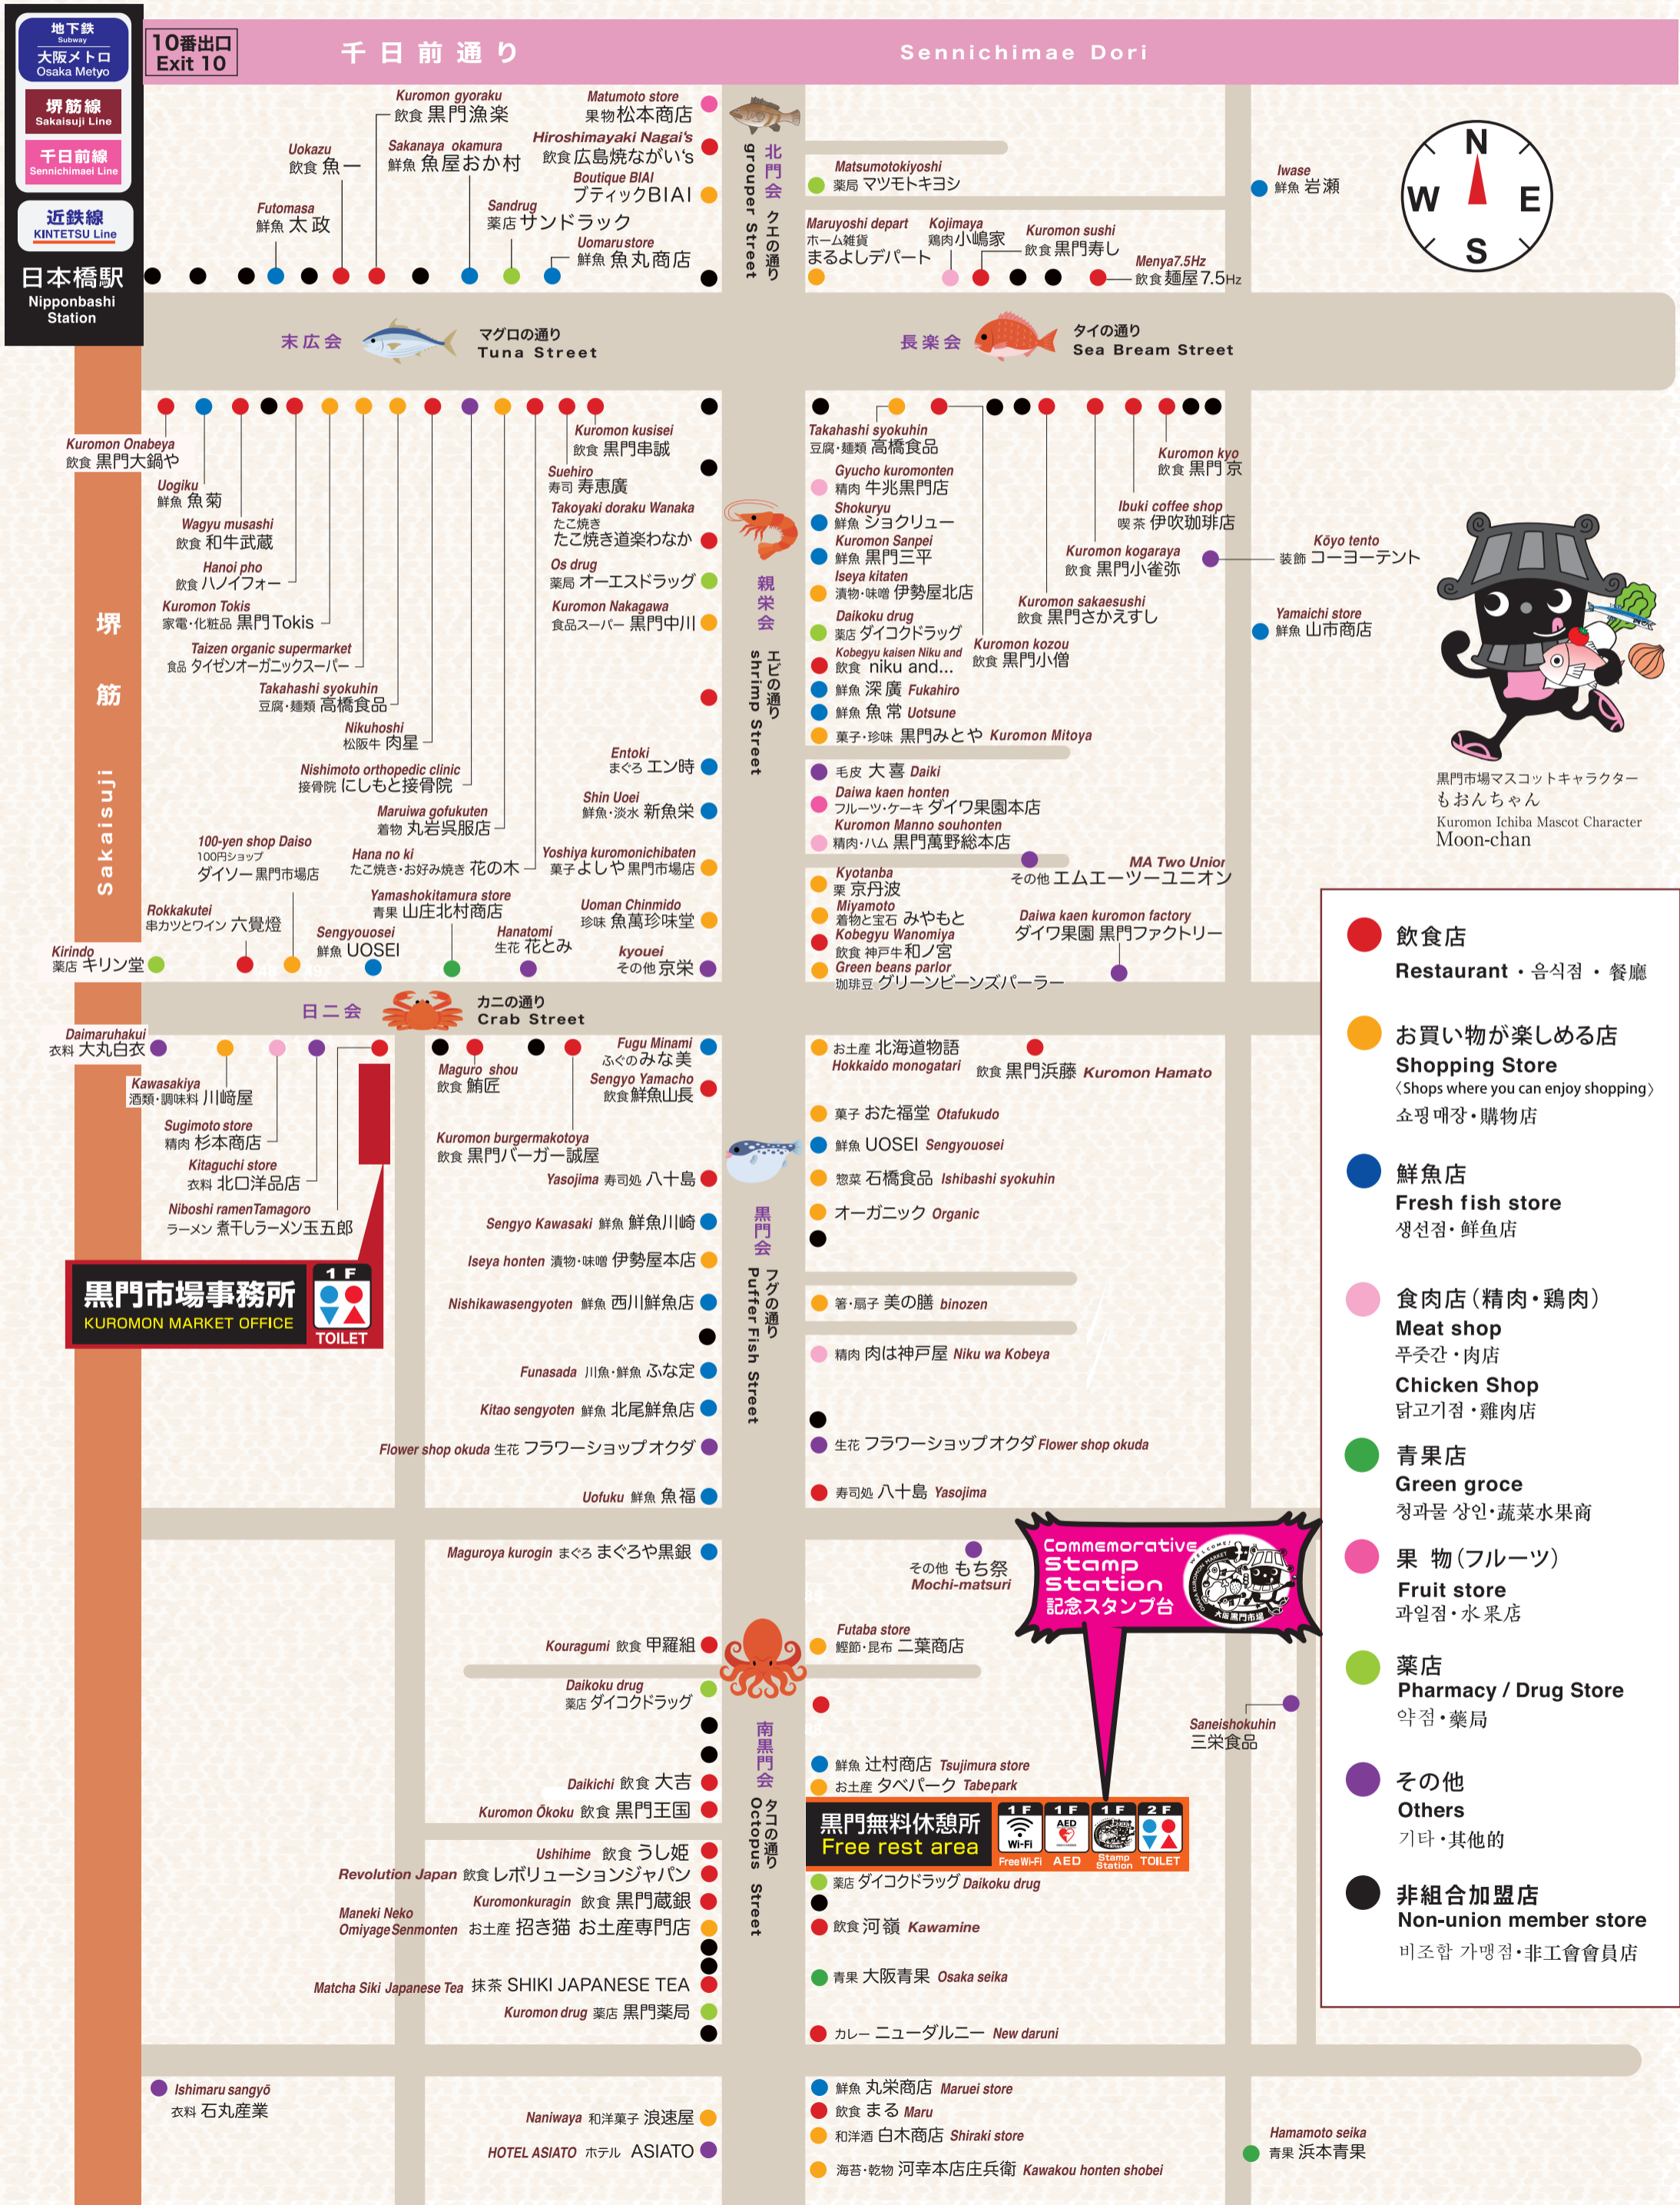 地下鉄
Subway
大阪メトロ
Osaka Metyo
堺筋線
Sakaisuji Line
千日前線
Sennichimaei Line
近鉄線
KINTETSU Line
日本橋駅
Nipponbashi
Station
10番出口
Exit 10
千日前通り
Sennichimae Dori
Kuromon gyoraku
飲食 黒門漁楽
Matumoto store
果物 松本商店
Hiroshimayaki Nagai's
飲食 広島焼ながい's
Uokazu
飲食 魚一
Sakanaya okamura
鮮魚 魚屋おか村
Boutique BIAI
ブティックBIAI
Futomasa
鮮魚 太政
Sandrug
薬店 サンドラック
Uomaru store
鮮魚 魚丸商店
北門会 クエの通り
grouper Street
Matsumotokiyoshi
薬局 マツモトキヨシ
Maruyoshi depart
ホーム雑貨
まるよしデパート
Kojimaya
鶏肉 小嶋家
Kuromon sushi
飲食 黒門寿し
Menya7.5Hz
飲食 麺屋 7.5Hz
Iwase
鮮魚 岩瀬
N
W
E
S
末広会
マグロの通り
Tuna Street
長楽会
タイの通り
Sea Bream Street
堺筋
Sakaisuji
Kuromon Onabeya
飲食 黒門大鍋や
Uogiku
鮮魚 魚菊
Wagyu musashi
飲食 和牛武蔵
Hanoi pho
飲食 ハノイフォー
Kuromon Tokis
家電・化粧品 黒門Tokis
Taizen organic supermarket
食品 タイゼンオーガニックスーパー
Takahashi syokuhin
豆腐・麺類 高橋食品
Nikuhoshi
松阪牛 肉星
Nishimoto orthopedic clinic
接骨院 にしもと接骨院
Maruiwa gofukuten
着物 丸岩呉服店
Hana no ki
たこ焼き・お好み焼き 花の木
Kuromon kusisei
飲食 黒門串誠
Suehiro
寿司 寿恵廣
Takoyaki doraku Wanaka
たこ焼き
たこ焼き道楽わなか
Os drug
薬局 オーエスドラッグ
Kuromon Nakagawa
食品スーパー 黒門中川
Entoki
まぐろ エン時
Shin Uoei
鮮魚・淡水 新魚栄
Yoshiya kuromonichibaten
菓子 よしや 黒門市場店
Uoman Chinmido
珍味 魚萬珍味堂
kyouei
その他 京栄
100-yen shop Daiso
100円ショップ
ダイソー 黒門市場店
Rokkakutei
串カツとワイン 六覺燈
Yamashokitamura store
青果 山庄北村商店
Sengyouosei
鮮魚 UOSEI
Hanatomi
生花 花とみ
Kirindo
薬店 キリン堂
親栄会 エビの通り
shrimp Street
Takahashi syokuhin
豆腐・麺類 高橋食品
Gyucho kuromonten
精肉 牛兆黒門店
Shokuryu
鮮魚 ショクリュー
Kuromon Sanpei
鮮魚 黒門三平
Iseya kitaten
漬物・味噌 伊勢屋北店
Daikoku drug
薬店 ダイコクドラッグ
Kobegyu kaisen Niku and
飲食 niku and...
鮮魚 深廣 Fukahiro
鮮魚 魚常 Uotsune
菓子・珍味 黒門みとや Kuromon Mitoya
毛皮 大喜 Daiki
Daiwa kaen honten
フルーツ・ケーキ ダイワ果園本店
Kuromon Manno souhonten
精肉・ハム 黒門萬野総本店
Kyotanba
栗 京丹波
Miyamoto
着物と宝石 みやもと
Kobegyu Wanomiya
飲食 神戸牛 和ノ宮
Green beans parlor
珈琲豆 グリーンビーンズパーラー
Kuromon kyo
飲食 黒門 京
Ibuki coffee shop
喫茶 伊吹珈琲店
Kuromon kogaraya
飲食 黒門小雀弥
Kuromon sakaesushi
飲食 黒門さかえすし
Kuromon kozou
飲食 黒門小僧
MA Two Union
その他 エムエーツーユニオン
Daiwa kaen kuromon factory
ダイワ果園 黒門ファクトリー
Kōyo tento
装飾 コーヨーテント
Yamaichi store
鮮魚 山市商店
黒門市場マスコットキャラクター
もおんちゃん
Kuromon Ichiba Mascot Character
Moon-chan
日二会
カニの通り
Crab Street
Daimaruhakui
衣料 大丸白衣
Kawasakiya
酒類・調味料 川﨑屋
Sugimoto store
精肉 杉本商店
Kitaguchi store
衣料 北口洋品店
Niboshi ramenTamagoro
ラーメン 煮干しラーメン玉五郎
黒門市場事務所
KUROMON MARKET OFFICE
1F
TOILET
Maguro shou
飲食 鮪匠
Kuromon burgermakotoya
飲食 黒門バーガー誠屋
Fugu Minami
ふぐの みな美
Sengyo Yamacho
飲食 鮮魚山長
Yasojima 寿司処 八十島
Sengyo Kawasaki 鮮魚 鮮魚川崎
Iseya honten 漬物・味噌 伊勢屋本店
Nishikawasengyoten 鮮魚 西川鮮魚店
Funasada 川魚・鮮魚 ふな定
Kitao sengyoten 鮮魚 北尾鮮魚店
Flower shop okuda 生花 フラワーショップオクダ
Uofuku 鮮魚 魚福
黒門会 フグの通り
Puffer Fish Street
お土産 北海道物語
Hokkaido monogatari
飲食 黒門浜藤 Kuromon Hamato
菓子 おた福堂 Otafukudo
鮮魚 UOSEI Sengyouosei
惣菜 石橋食品 Ishibashi syokuhin
オーガニック Organic
箸・扇子 美の膳 binozen
精肉 肉は神戸屋 Niku wa Kobeya
生花 フラワーショップオクダ Flower shop okuda
寿司処 八十島 Yasojima
Maguroya kurogin まぐろ まぐろや黒銀
Kouragumi 飲食 甲羅組
Daikoku drug
薬店 ダイコクドラッグ
Daikichi 飲食 大吉
Kuromon Ōkoku 飲食 黒門王国
Ushihime 飲食 うし姫
Revolution Japan 飲食 レボリューションジャパン
Kuromonkuragin 飲食 黒門蔵銀
Maneki Neko
Omiyage Senmonten お土産 招き猫 お土産専門店
Matcha Siki Japanese Tea 抹茶 SHIKI JAPANESE TEA
Kuromon drug 薬店 黒門薬局
南黒門会 タコの通り
Octopus Street
その他 もち祭
Mochi-matsuri
Futaba store
鰹節・昆布 二葉商店
Commemorative
Stamp
Station
記念スタンプ台
WELCOME!
OSAKA KUROMON MARKET
大阪黒門市場
Saneishokuhin
三栄食品
鮮魚 辻村商店 Tsujimura store
お土産 タベパーク Tabepark
黒門無料休憩所
Free rest area
1F
Wi-Fi
Free Wi-Fi
1F
AED
AED
1F
Stamp
Station
2F
TOILET
薬店 ダイコクドラッグ Daikoku drug
飲食 河嶺 Kawamine
青果 大阪青果 Osaka seika
カレー ニューダルニー New daruni
Ishimaru sangyō
衣料 石丸産業
Naniwaya 和洋菓子 浪速屋
HOTEL ASIATO ホテル ASIATO
鮮魚 丸栄商店 Maruei store
飲食 まる Maru
和洋酒 白木商店 Shiraki store
海苔・乾物 河幸本店庄兵衛 Kawakou honten shobei
Hamamoto seika
青果 浜本青果
飲食店
Restaurant・음식점・餐廳
お買い物が楽しめる店
Shopping Store
〈Shops where you can enjoy shopping〉
쇼핑 매장・購物店
鮮魚店
Fresh fish store
생선점・鲜鱼店
食肉店（精肉・鶏肉）
Meat shop
푸줏간・肉店
Chicken Shop
닭고기점・雞肉店
青果店
Green groce
청과물 상인・蔬菜水果商
果物（フルーツ）
Fruit store
과일점・水果店
薬店
Pharmacy / Drug Store
약점・藥局
その他
Others
기타・其他的
非組合加盟店
Non-union member store
비조합 가맹점・非工會會員店